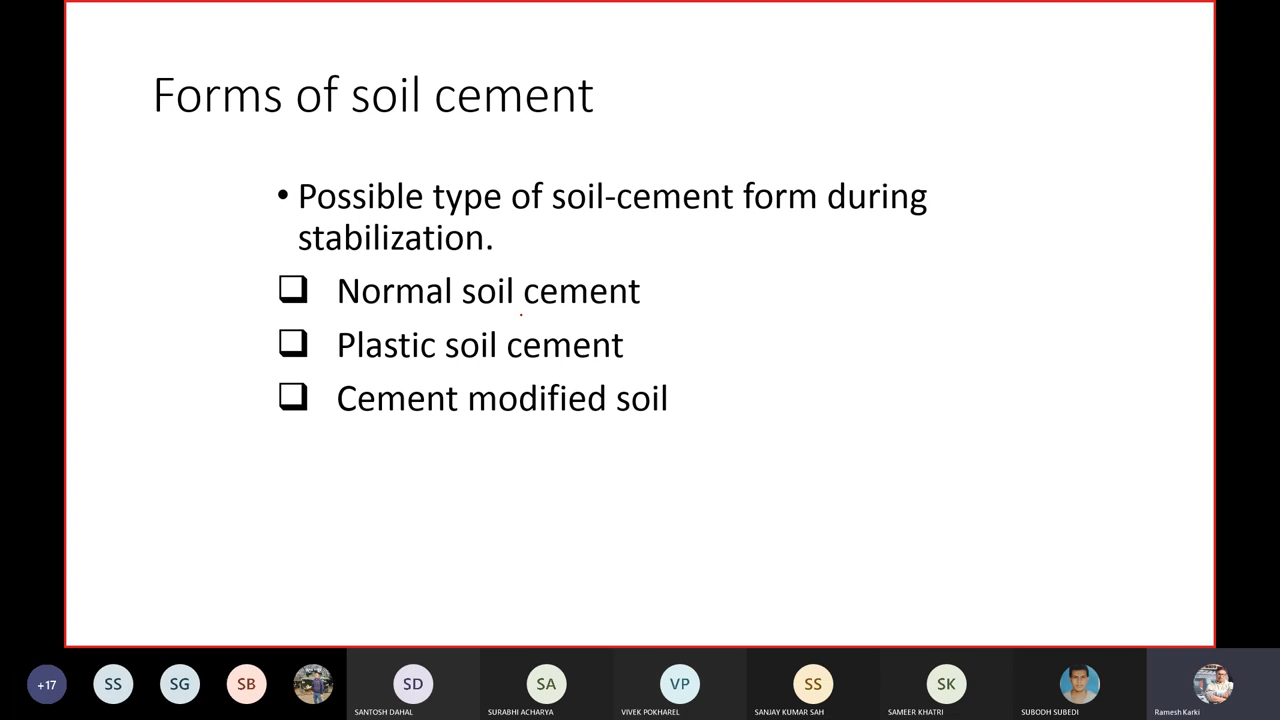 Forms of soil cement
• Possible type of soil-cement form during
stabilization.
❑ Normal soil cement
❑ Plastic soil cement
❑ Cement modified soil
+17
SS
SG
SB
SD
SA
VP
SS
SK
SANTOSH DAHAL
SURABHI ACHARYA
VIVEK POKHAREL
SANJAY KUMAR SAH
SAMEER KHATRI
SUBODH SUBEDI
Ramesh Karki